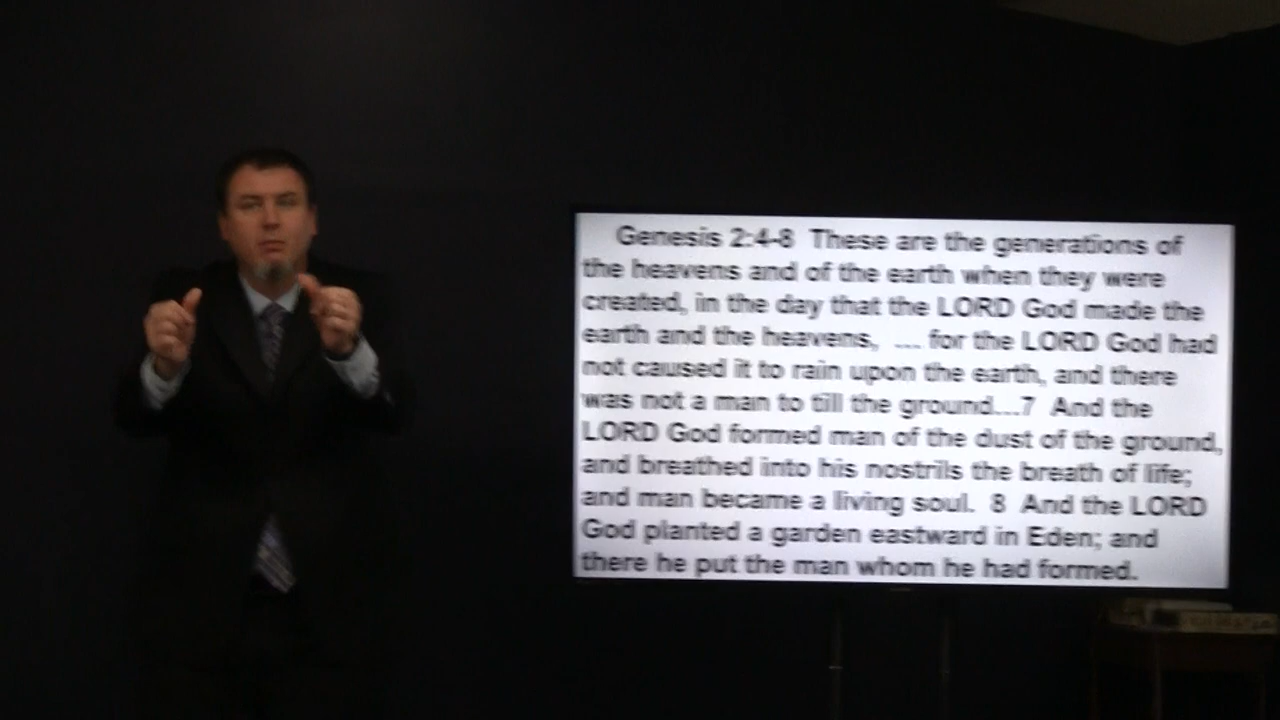 Genesis 2:4-8 These are the generations of
the heavens and of the earth when they were
created, in the day that the LORD God made the
earth and the heavens, ... for the LORD God had
not caused it to rain upon the earth, and there
was not a man to till the ground...7 And the
LORD God formed man of the dust of the ground,
and breathed into his nostrils the breath of life;
and man became a living soul. 8 And the LORD
God planted a garden eastward in Eden; and
there he put the man whom he had formed.